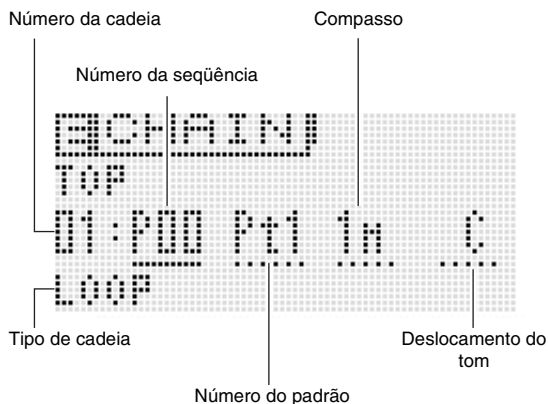 Número da cadeia
Compasso
Número da seqüência
E CHAIN
TOP
01:P00 Pt1 1m C
LOOP
Tipo de cadeia
Deslocamento do
tom
Número do padrão